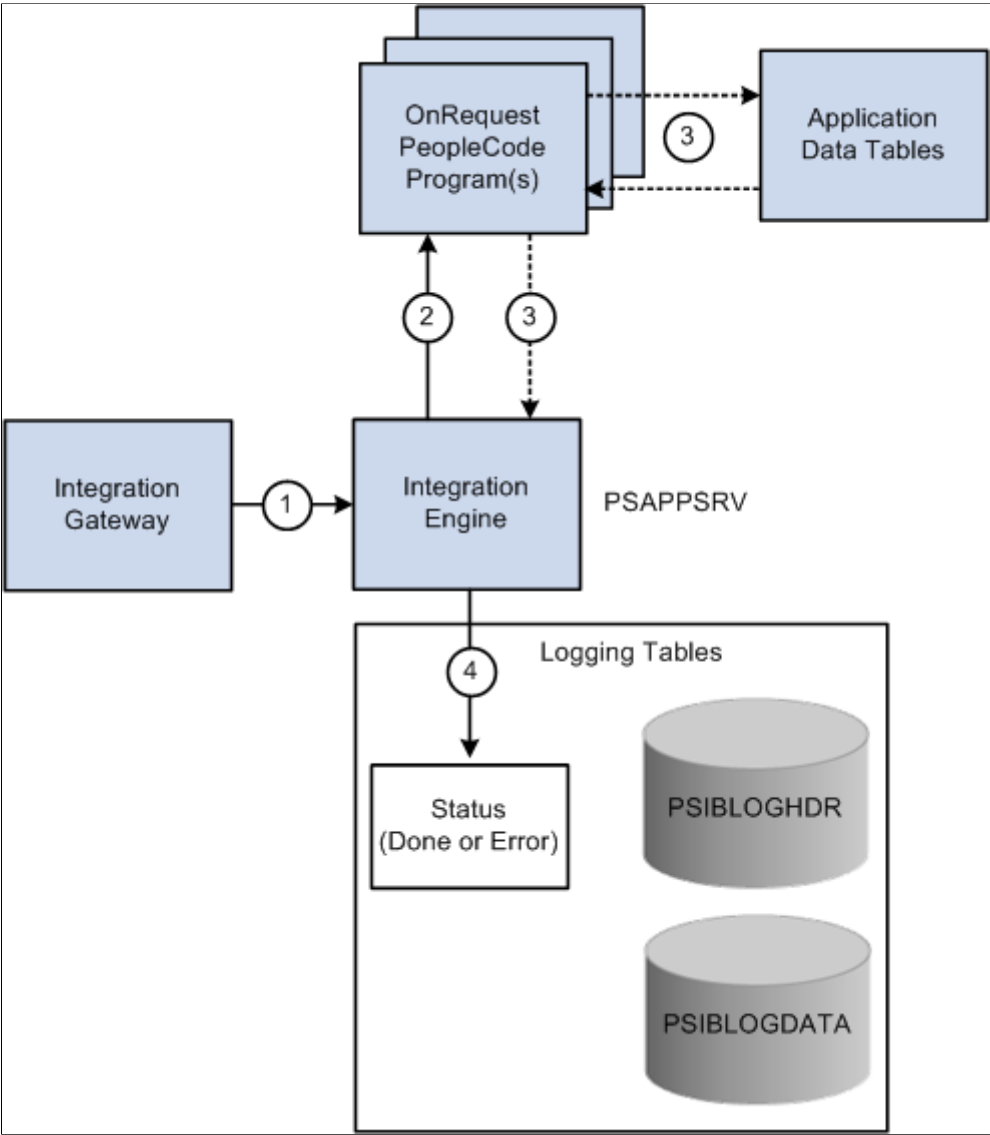 OnRequest
PeopleCode
Program(s)
3
Application
Data Tables
2
3
Integration
Gateway
1
Integration
Engine
PSAPPSRV
Logging Tables
4
Status
(Done or Error)
PSIBLOGHDR
PSIBLOGDATA